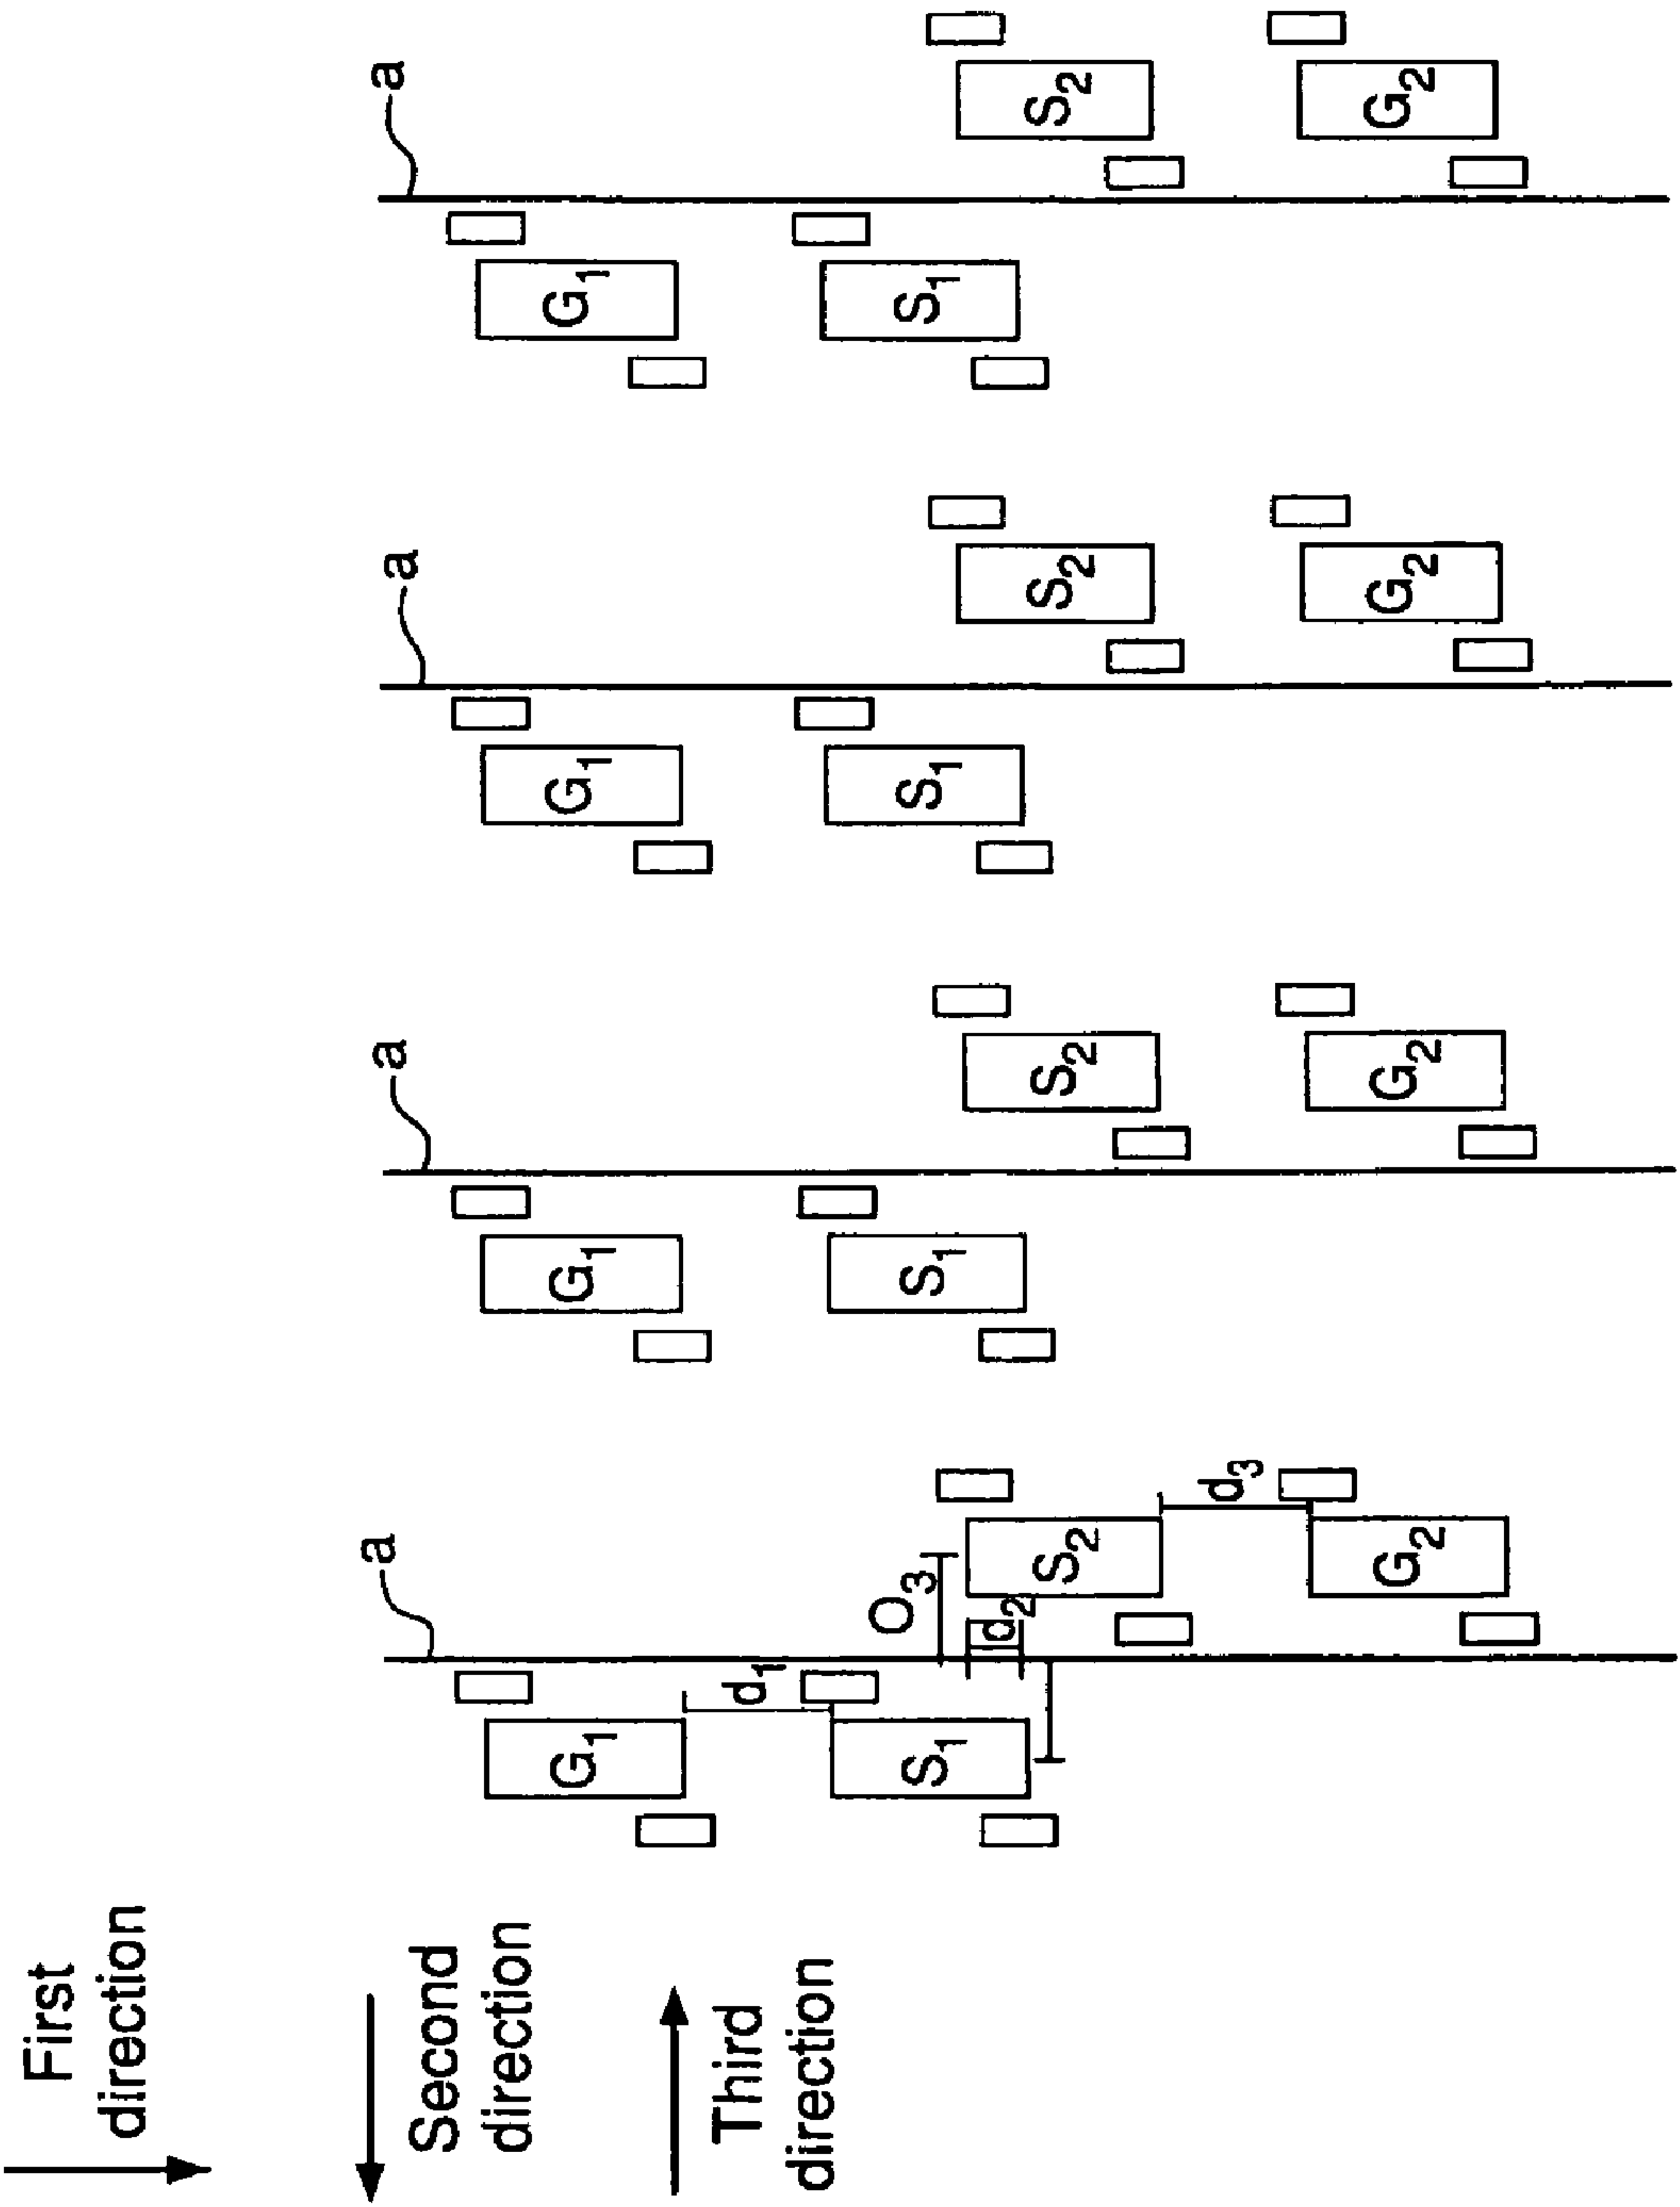 First
direction
Second
direction
Third
direction
a
a
a
a
G₁
G₁
G₁
G₁
d₁
S₁
O₃
S₁
S₁
S₁
d₂
S₂
S₂
S₂
S₂
d₃
G₂
G₂
G₂
G₂